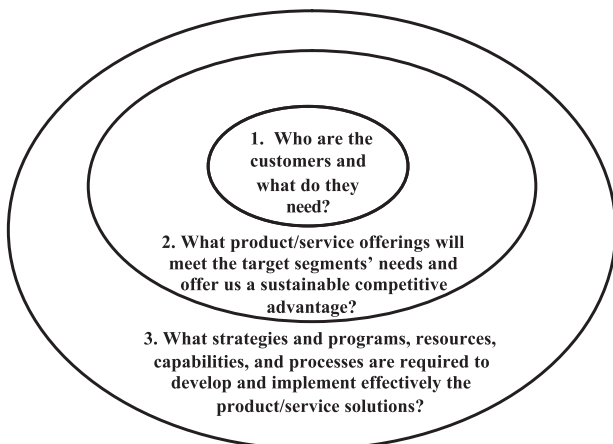 1. Who are the
customers and
what do they
need?
2. What product/service offerings will
meet the target segments’ needs and
offer us a sustainable competitive
advantage?
3. What strategies and programs, resources,
capabilities, and processes are required to
develop and implement effectively the
product/service solutions?